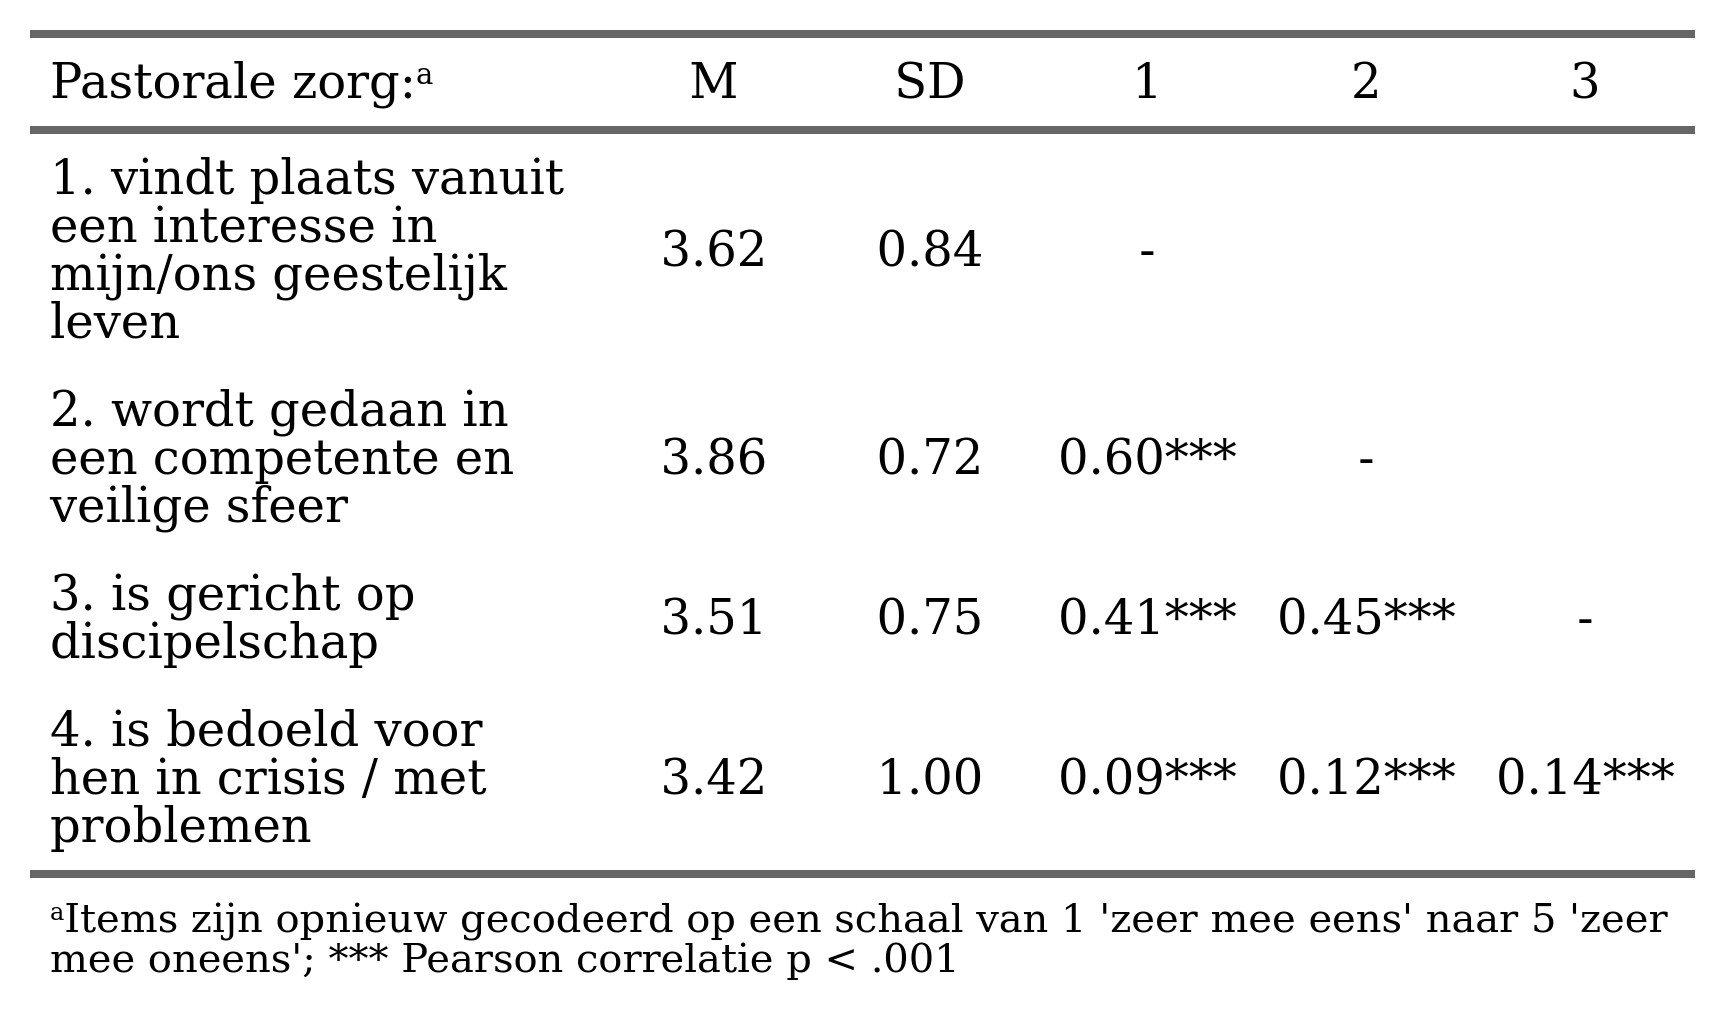 Pastorale zorg:ᵃ M SD 1 2 3
1. vindt plaats vanuit
een interesse in
mijn/ons geestelijk
leven
3.62 0.84 -
2. wordt gedaan in
een competente en
veilige sfeer
3.86 0.72 0.60*** -
3. is gericht op
discipelschap
3.51 0.75 0.41*** 0.45*** -
4. is bedoeld voor
hen in crisis / met
problemen
3.42 1.00 0.09*** 0.12*** 0.14***
ᵃItems zijn opnieuw gecodeerd op een schaal van 1 'zeer mee eens' naar 5 'zeer
mee oneens'; *** Pearson correlatie p < .001